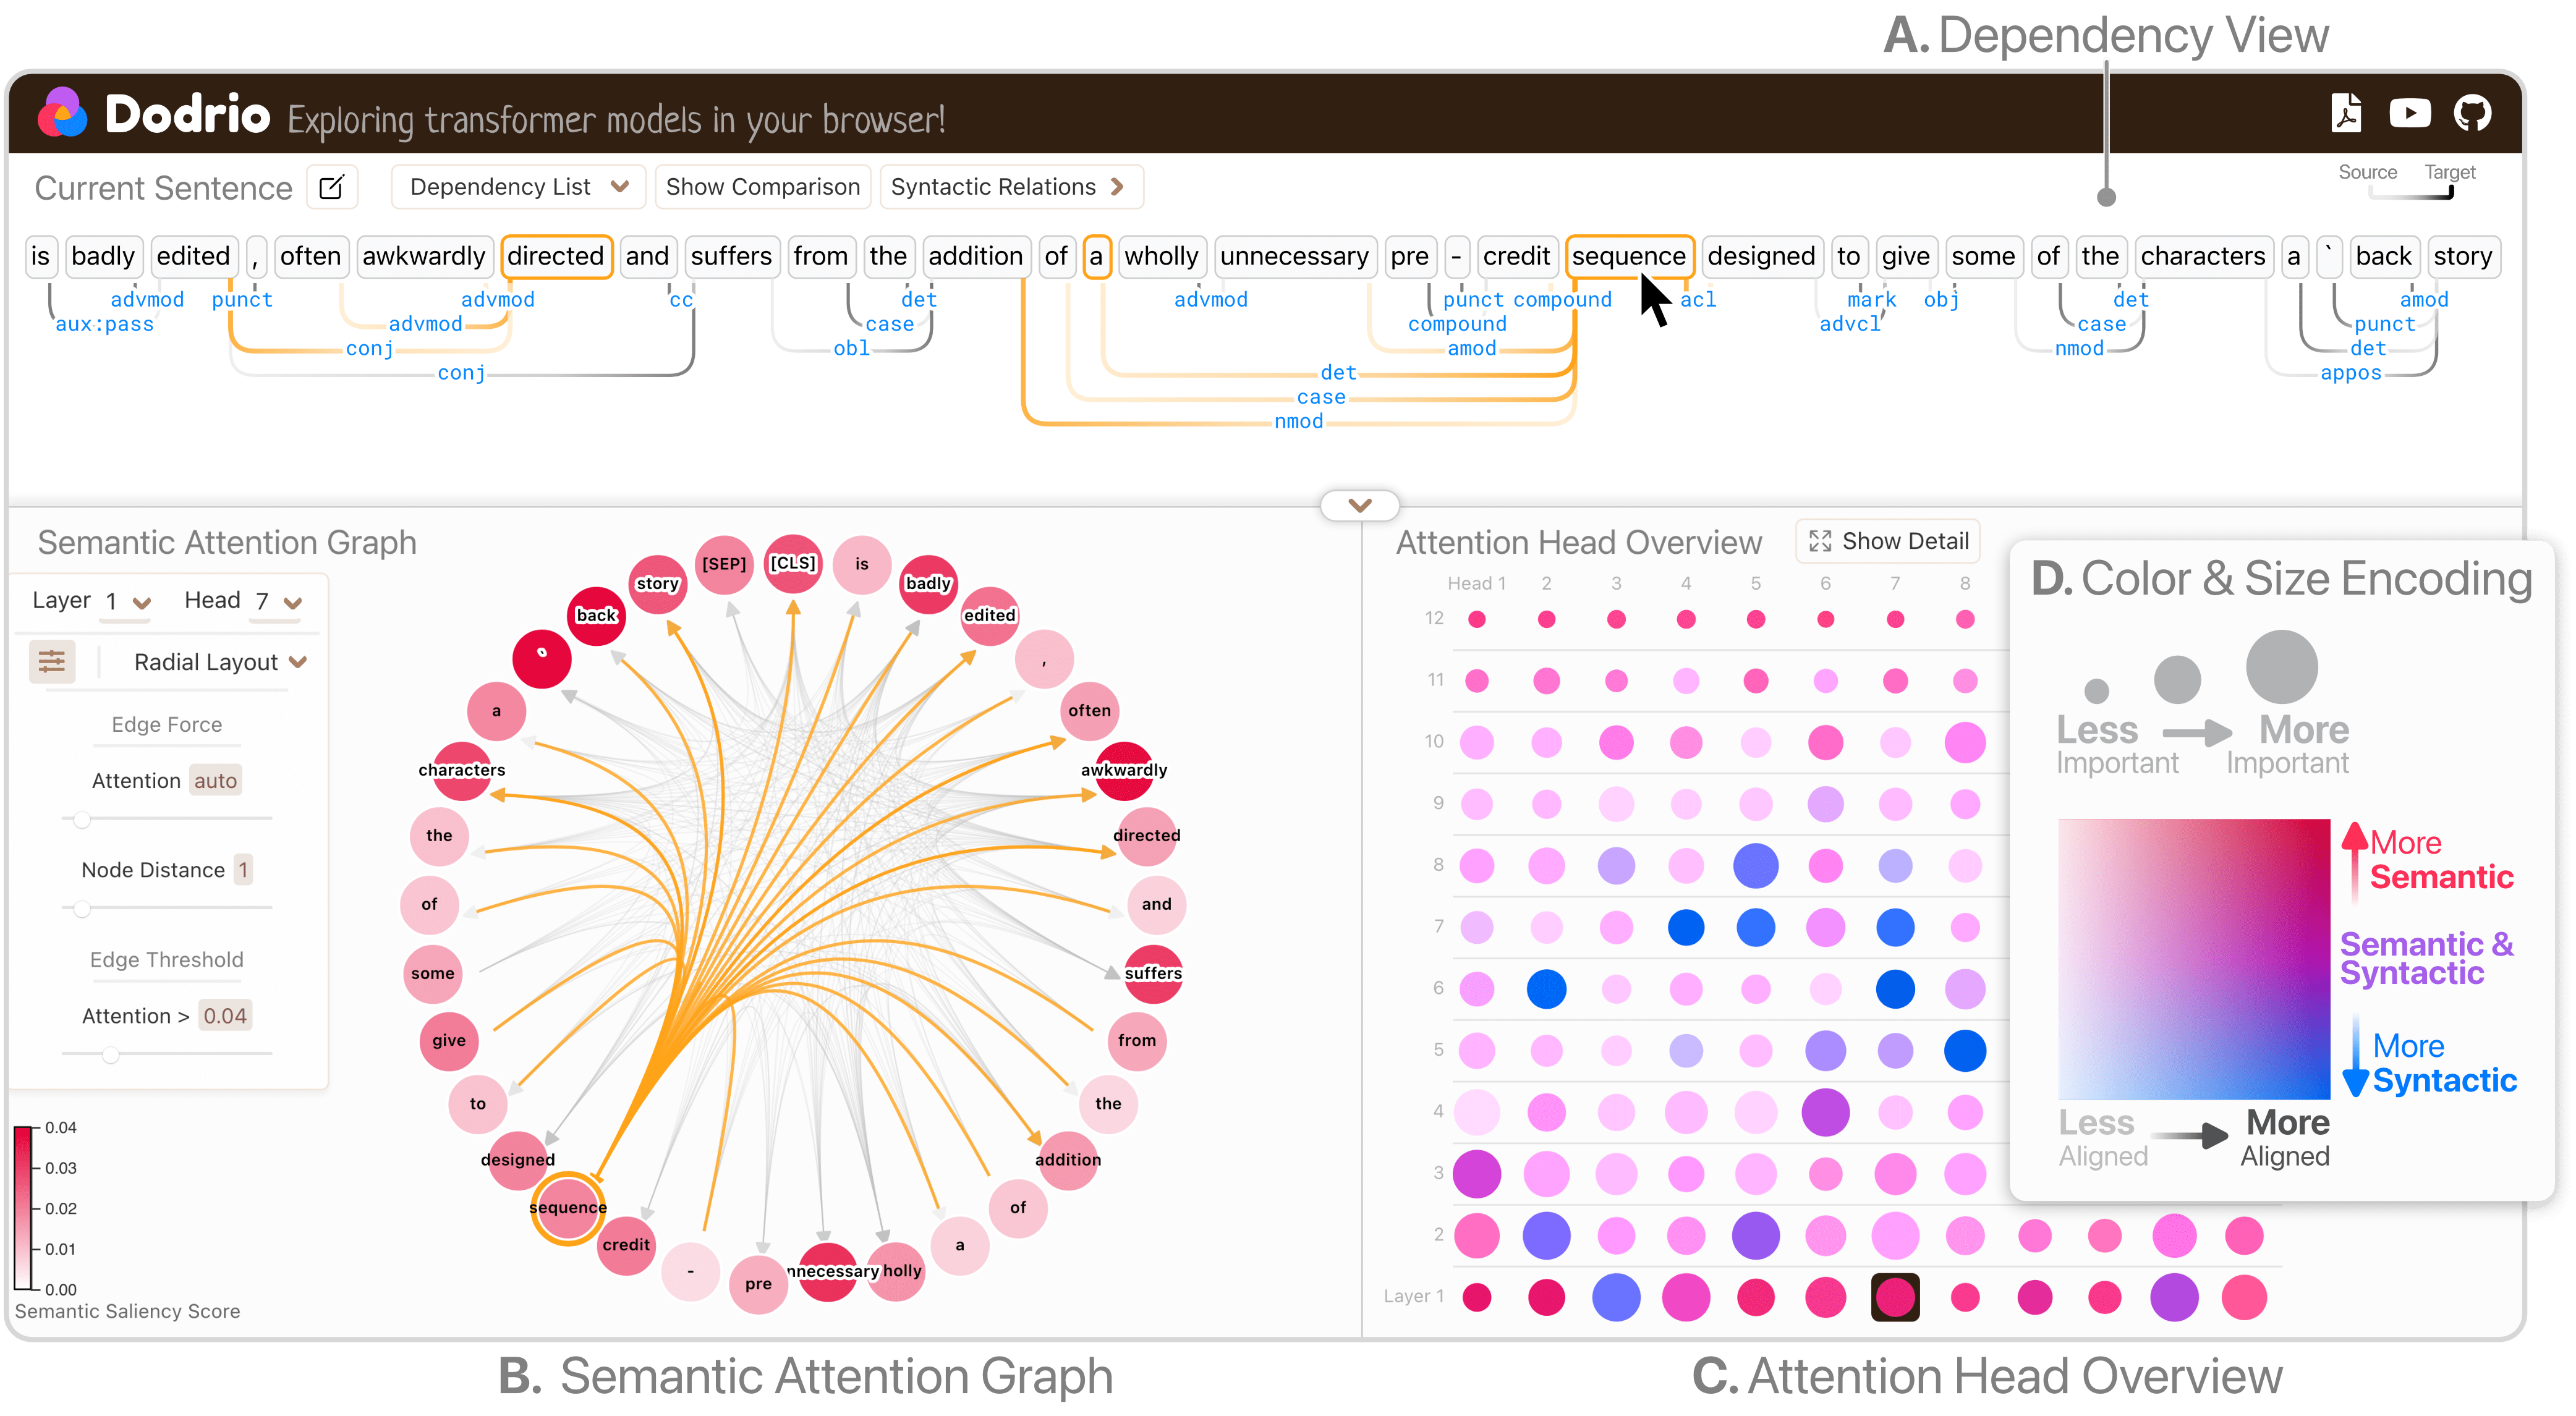 A. Dependency View
Dodrio Exploring transformer models in your browser!
Current Sentence Dependency List Show Comparison Syntactic Relations Source Target
is badly edited , often awkwardly directed and suffers from the addition of a wholly unnecessary pre - credit sequence designed to give some of the characters a ` back story
advmod punct advmod cc det advmod punct compound acl mark obj det amod
aux:pass advmod case compound advcl case punct
conj obl amod nmod det
conj det appos
case
nmod
Semantic Attention Graph
Layer 1 Head 7
Radial Layout
Edge Force
Attention auto
Node Distance 1
Edge Threshold
Attention > 0.04
0.04
0.03
0.02
0.01
0.00
Semantic Saliency Score
[CLS]
is
badly
edited
,
often
awkwardly
directed
and
suffers
from
the
addition
of
a
holly
nnecessary
pre
-
credit
sequence
designed
to
give
some
of
the
characters
a
`
back
story
[SEP]
Attention Head Overview Show Detail
Head 1 2 3 4 5 6 7 8
12
11
10
9
8
7
6
5
4
3
2
Layer 1
D. Color & Size Encoding
Less More
Important Important
More
Semantic
Semantic &
Syntactic
More
Syntactic
Less More
Aligned Aligned
B. Semantic Attention Graph
C. Attention Head Overview